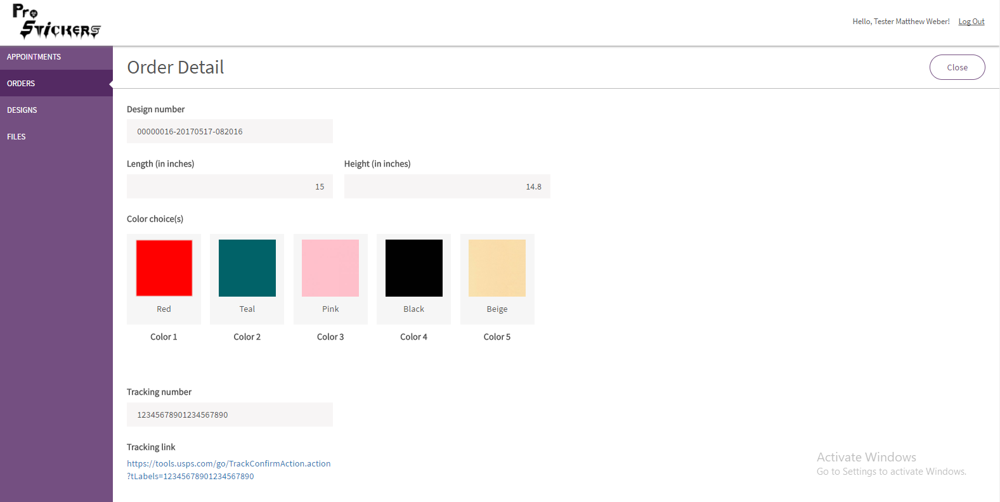 Pro
Stickers
Hello, Tester Matthew Weber! Log Out
APPOINTMENTS
ORDERS
DESIGNS
FILES
Order Detail
Close
Design number
00000016-20170517-082016
Length (in inches) Height (in inches)
15 14.8
Color choice(s)
Red Teal Pink Black Beige
Color 1 Color 2 Color 3 Color 4 Color 5
Tracking number
12345678901234567890
Tracking link
https://tools.usps.com/go/TrackConfirmAction.action
?tLabels=12345678901234567890
Activate Windows
Go to Settings to activate Windows.